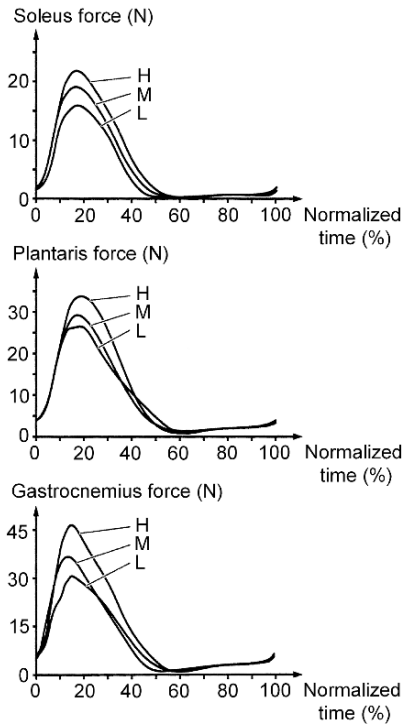 Soleus force (N)
20
10
0
H
M
L
0 20 40 60 80 100 Normalized
time (%)
Plantaris force (N)
30
20
10
0
H
M
L
0 20 40 60 80 100 Normalized
time (%)
Gastrocnemius force (N)
45
30
15
0
H
M
L
0 20 40 60 80 100 Normalized
time (%)